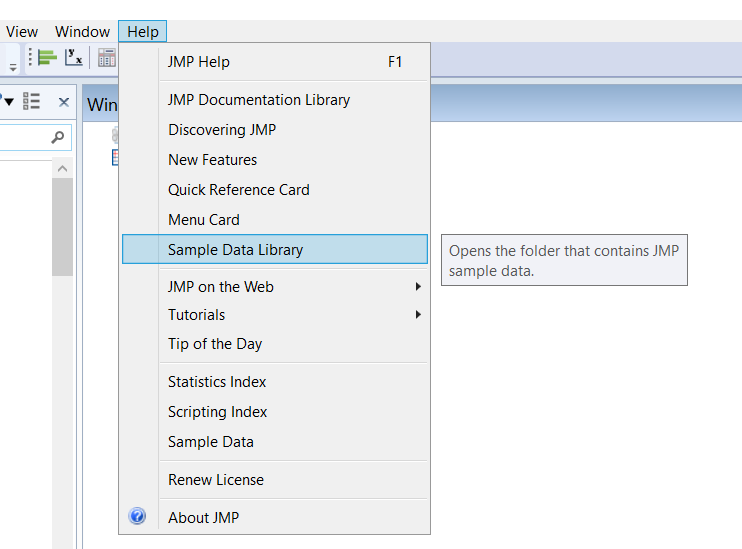 View Window Help
JMP Help F1
Win
JMP Documentation Library
Discovering JMP
New Features
Quick Reference Card
Menu Card
Sample Data Library
Opens the folder that contains JMP
sample data.
JMP on the Web
Tutorials
Tip of the Day
Statistics Index
Scripting Index
Sample Data
Renew License
About JMP